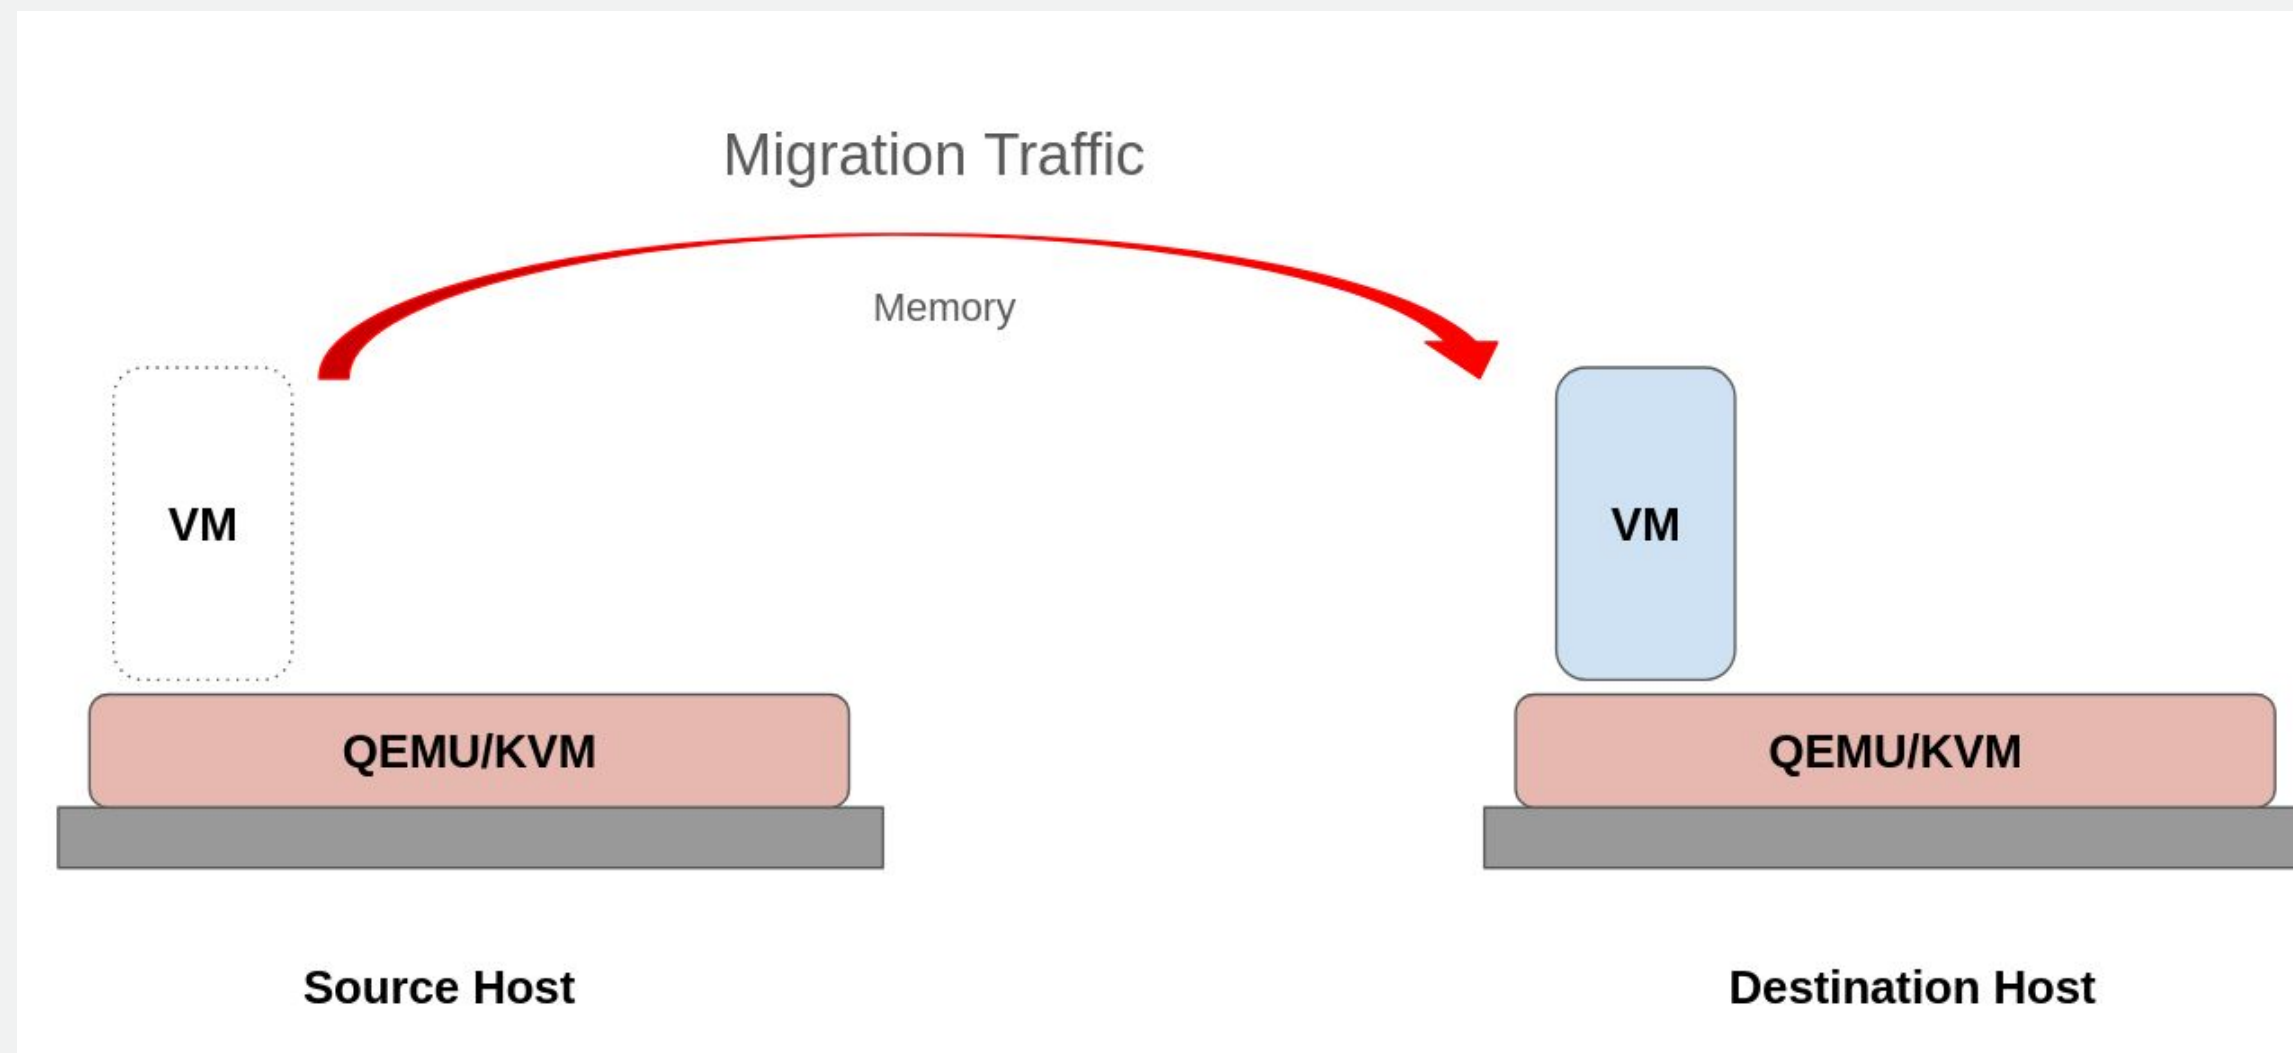 Migration Traffic
Memory
VM
VM
QEMU/KVM
QEMU/KVM
Source Host
Destination Host